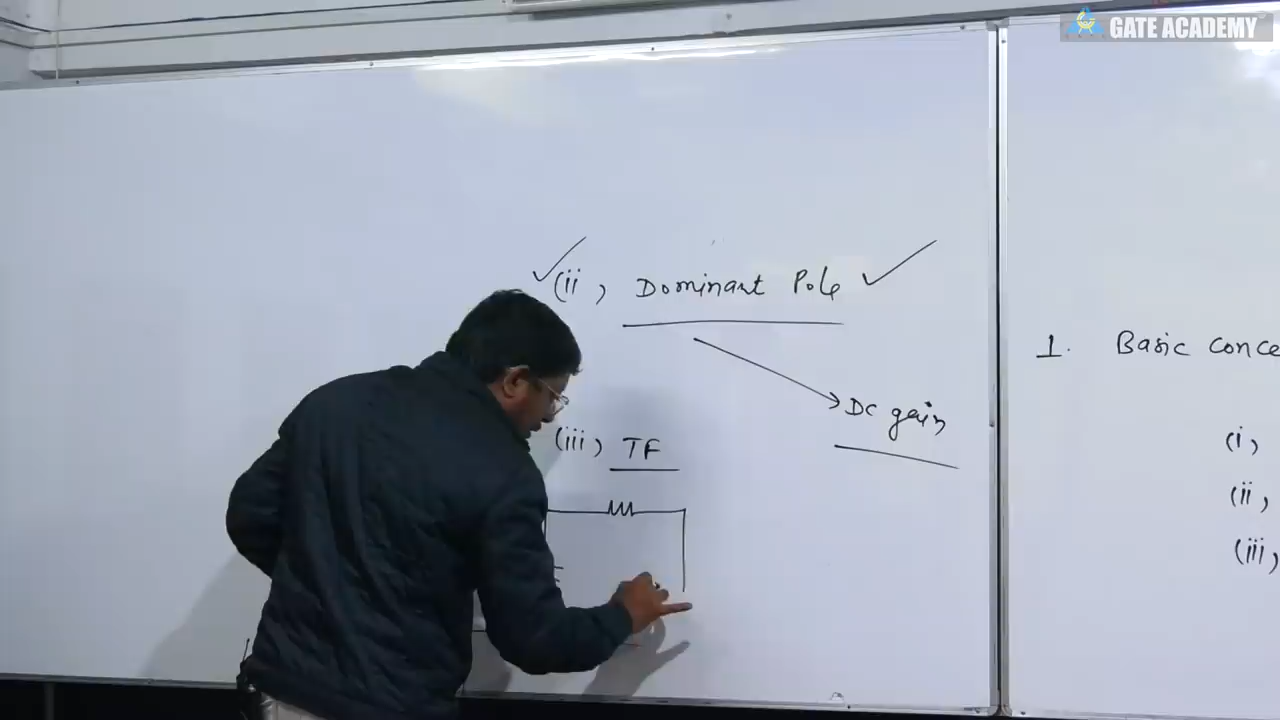 GATE ACADEMY
(ii, Dominant Pole
DC gain
(iii) TF
1. Basic conce
(i,
(ii,
(iii,